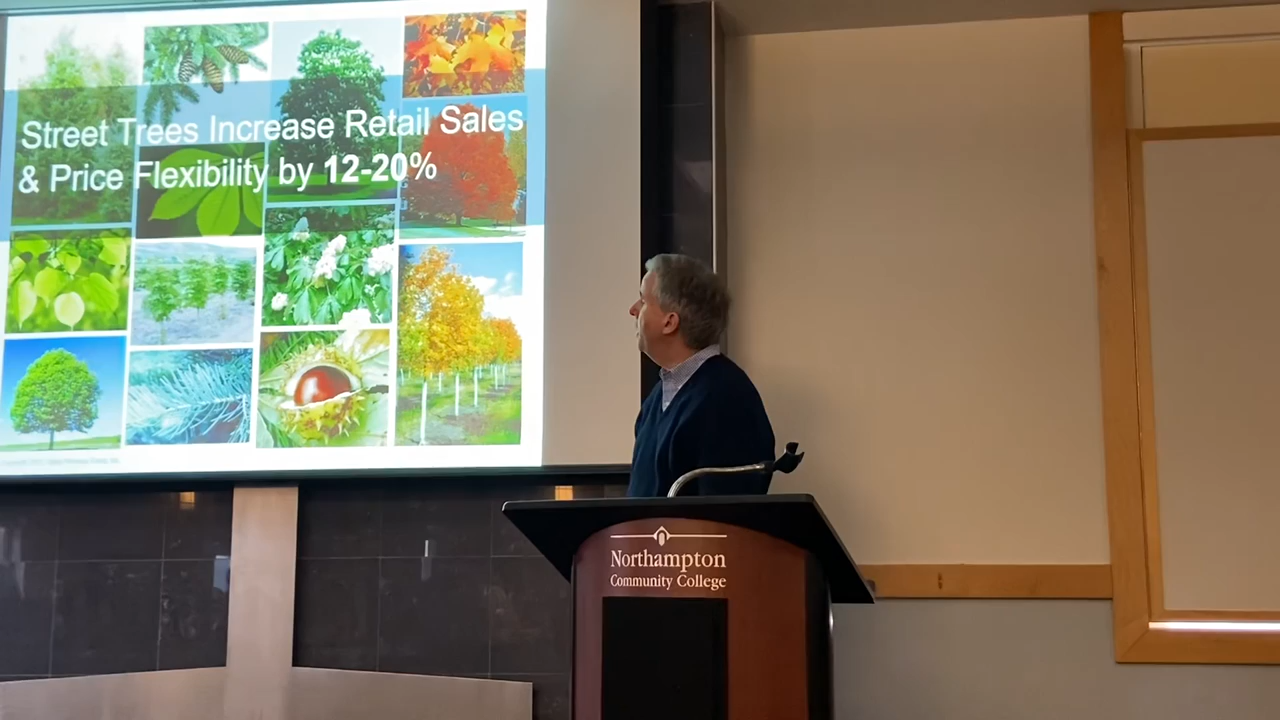 Street Trees Increase Retail Sales
& Price Flexibility by 12-20%
Northampton
Community College